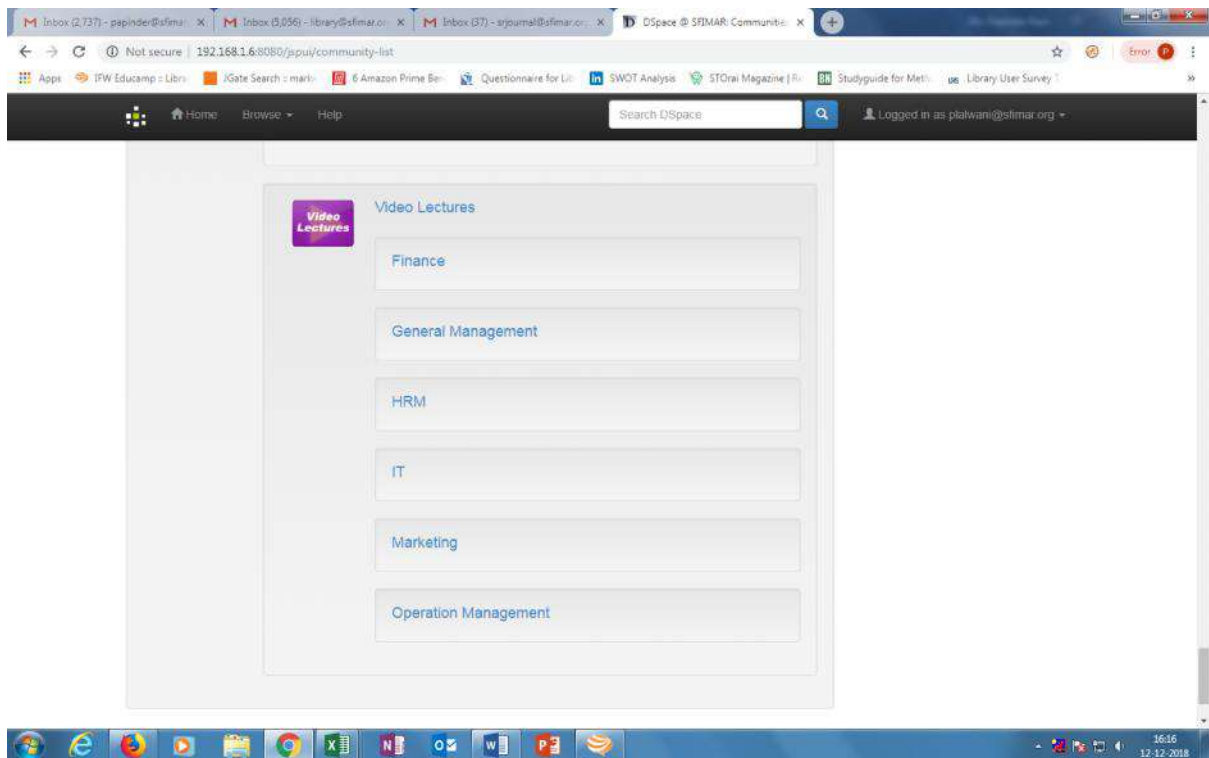 Inbox (2,737) - pepinder@sfimar
Inbox (5,056) - library@sfimar.or
Inbox - srjournal@sfimar.or
DSpace @ SFIMAR: Communitie
Not secure | 192.168.1.6:8080/jspui/community-list
Error P
Apps
IFW Educamp :: Libra
JGate Search :: mark
6 Amazon Prime Ben
Questionnaire for Lib
SWOT Analysis
STOrai Magazine | R
Studyguide for Meth
Library User Survey
Home
Browse
Help
Search DSpace
Logged in as plalwani@sfimar.org
Video Lectures
Video Lectures
Finance
General Management
HRM
IT
Marketing
Operation Management
16:16
12-12-2018